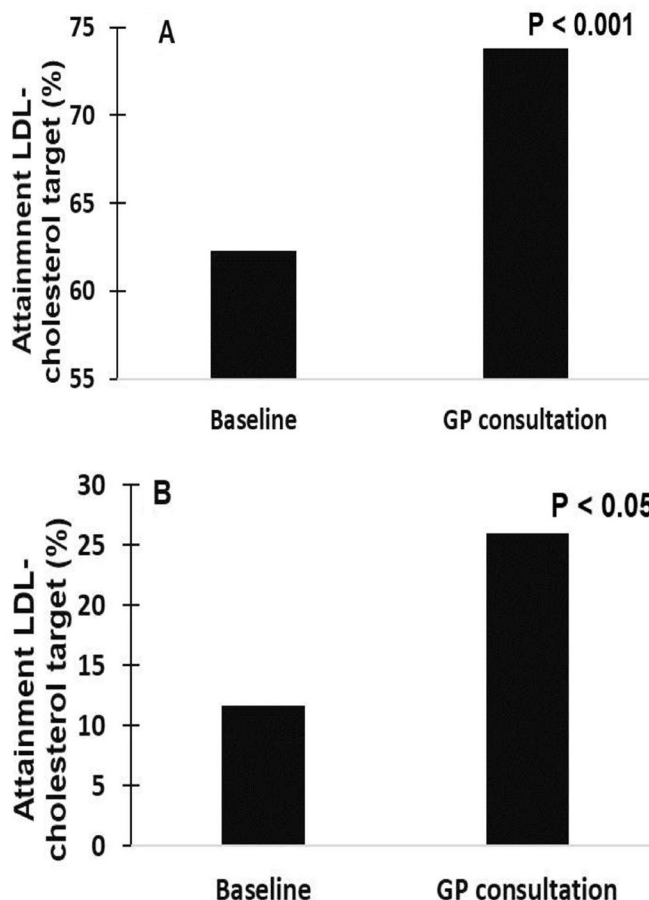 A
P < 0.001
75
70
65
60
55
Attainmnent LDL-
cholesterol target (%)
Baseline GP consultation
B
P < 0.05
30
25
20
15
10
5
0
Attainment LDL-
cholesterol target (%)
Baseline GP consultation